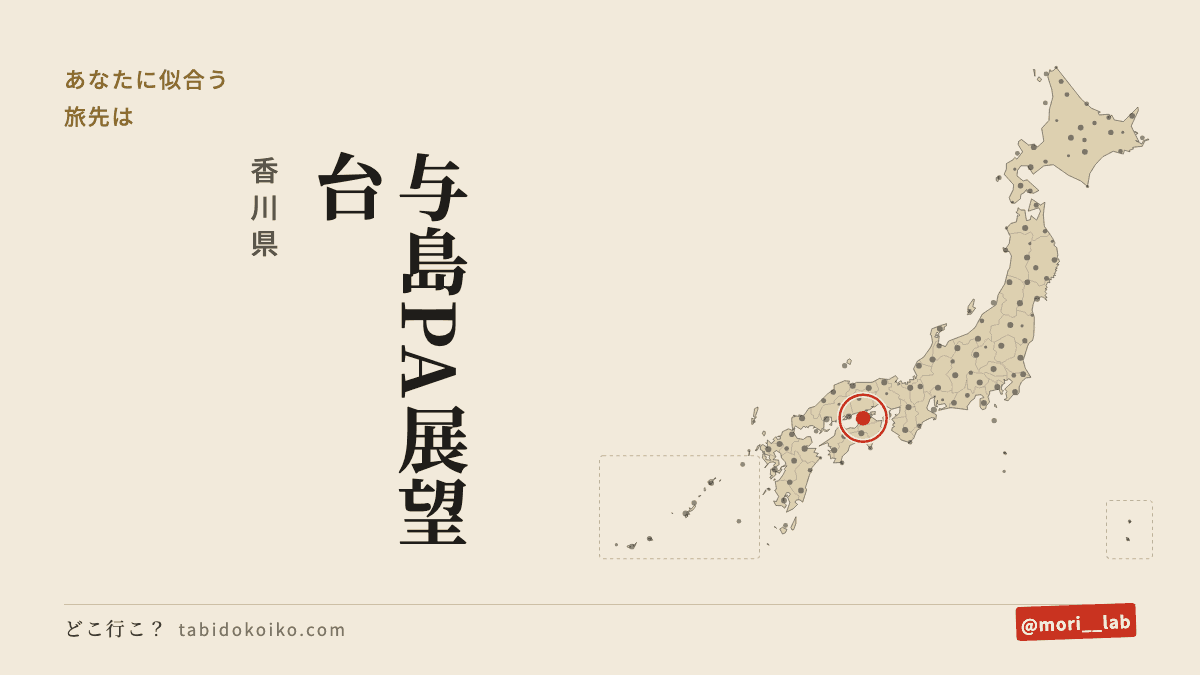 あなたに似合う
旅先は
与島PA展望
台
香川県
どこ行こ？ tabidokoiko.com
@mori__lab